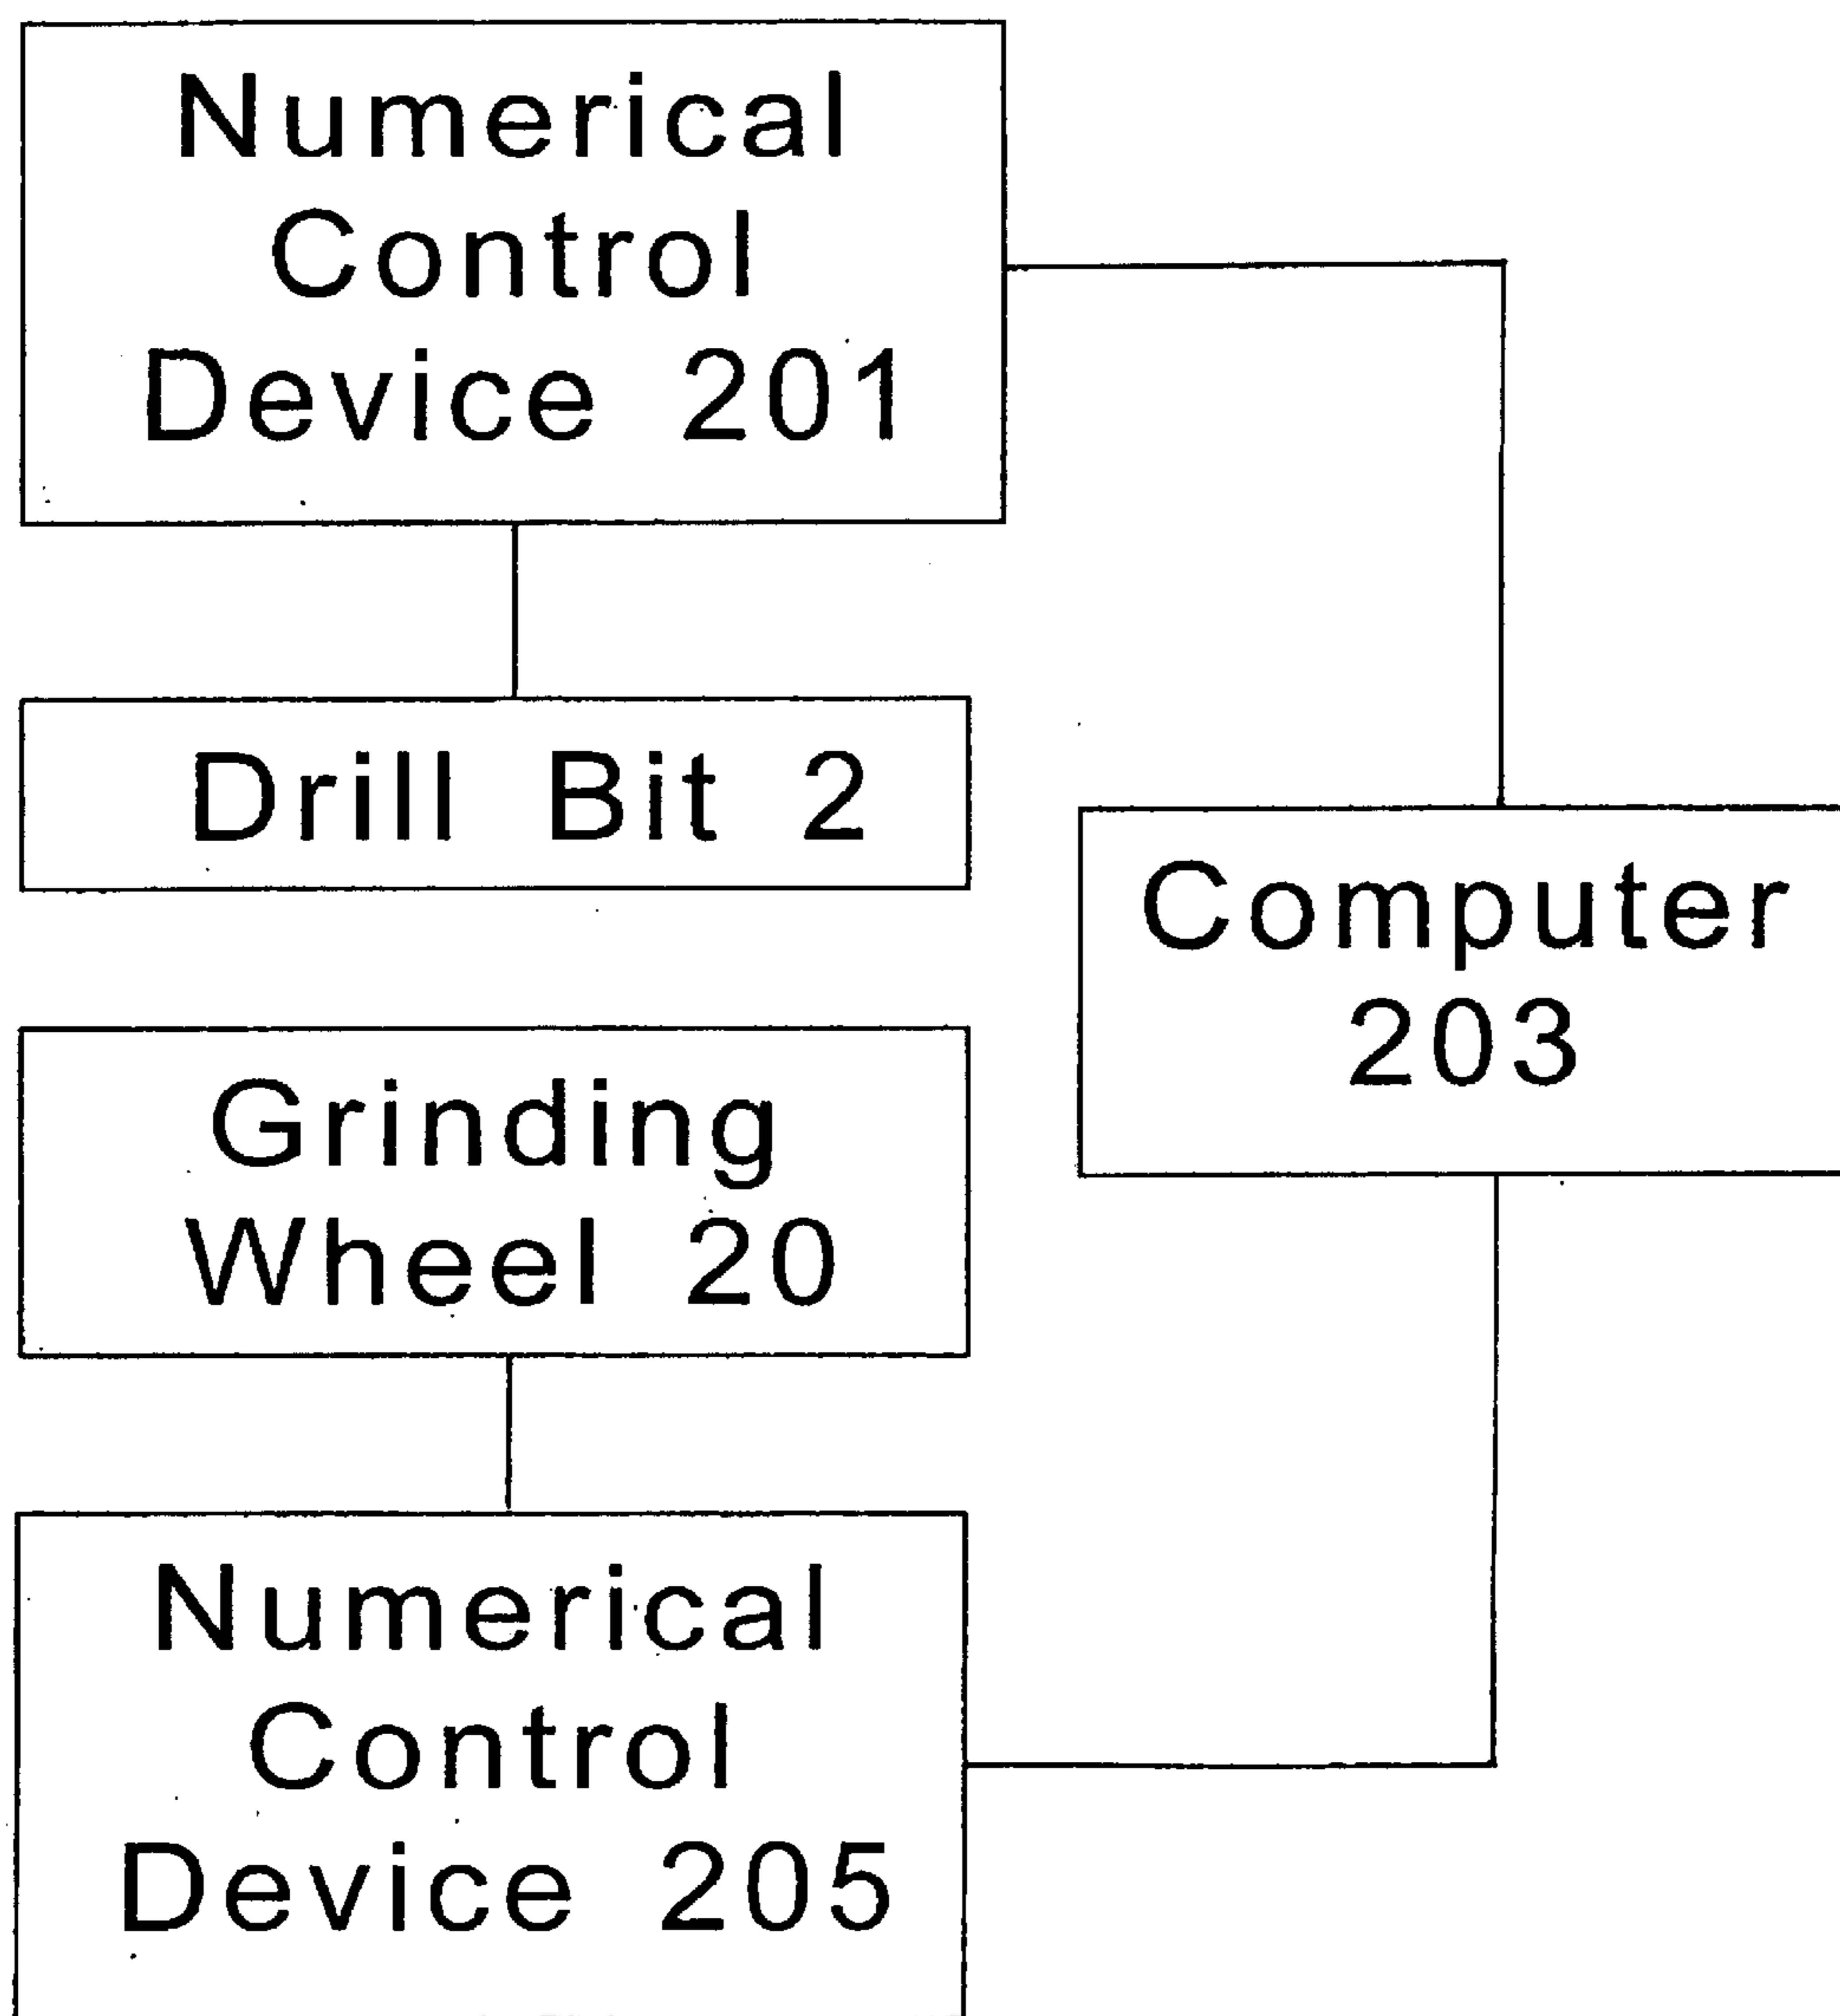 Numerical
Control
Device 201
Drill Bit 2
Computer
203
Grinding
Wheel 20
Numerical
Control
Device 205